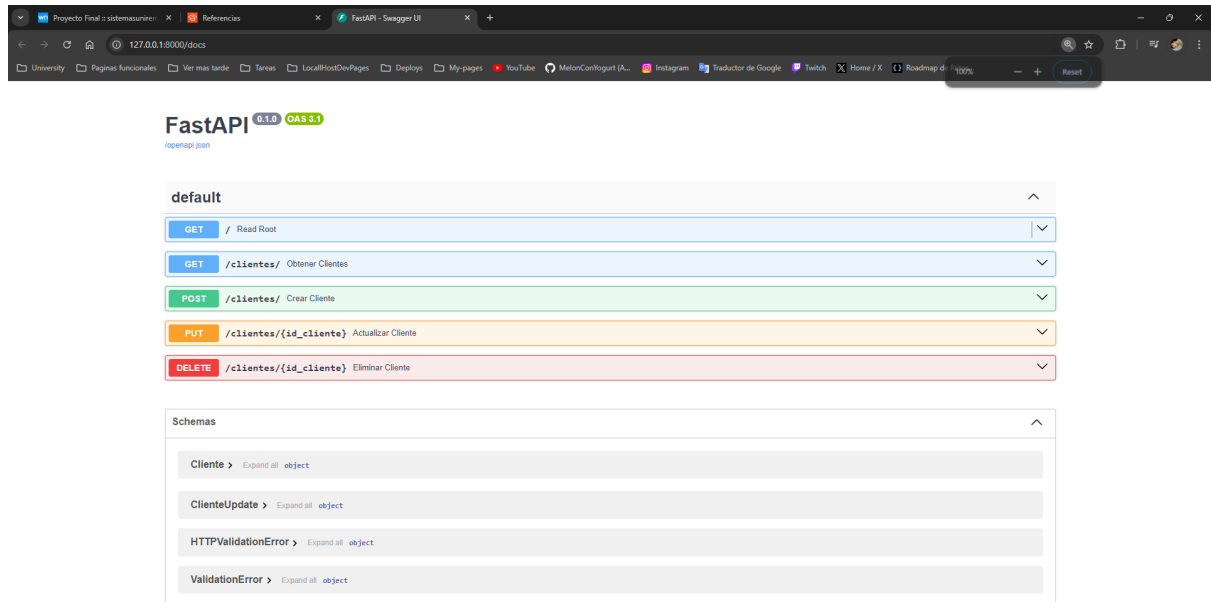 Proyecto Final :: sistemasuniren
Referencias
FastAPI - Swagger UI
127.0.0.1:8000/docs
University Paginas funcionales Ver mas tarde Tareas LocallHostDevPages Deploys My-pages YouTube MelonConYogurt (A... Instagram Traductor de Google Twitch Home / X Roadmap de
100% − + Reset
FastAPI 0.1.0 OAS 3.1
/openapi.json
default
GET / Read Root
GET /clientes/ Obtener Clientes
POST /clientes/ Crear Cliente
PUT /clientes/{id_cliente} Actualizar Cliente
DELETE /clientes/{id_cliente} Eliminar Cliente
Schemas
Cliente Expand all object
ClienteUpdate Expand all object
HTTPValidationError Expand all object
ValidationError Expand all object